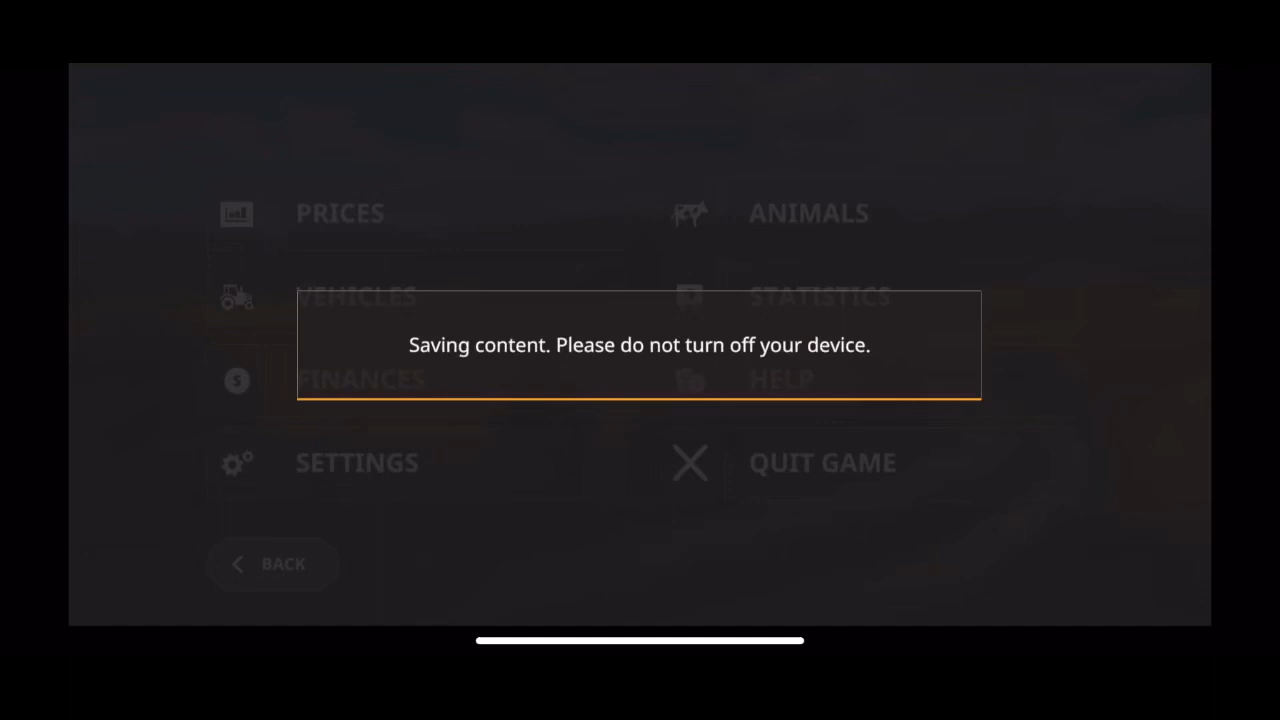 PRICES
ANIMALS
VEHICLES
STATISTICS
Saving content. Please do not turn off your device.
FINANCES
HELP
SETTINGS
QUIT GAME
BACK